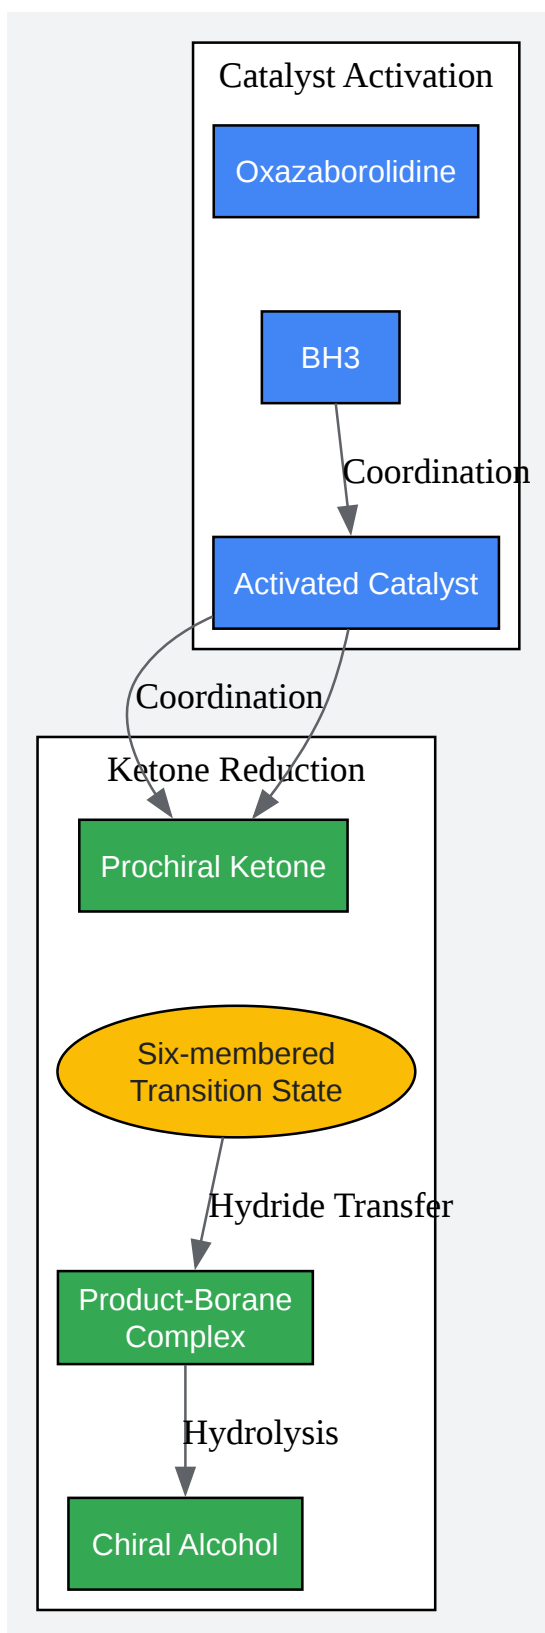 Catalyst Activation
Oxazaborolidine
BH3
Coordination
Activated Catalyst
Coordination
Ketone Reduction
Prochiral Ketone
Six-membered
Transition State
Hydride Transfer
Product-Borane
Complex
Hydrolysis
Chiral Alcohol